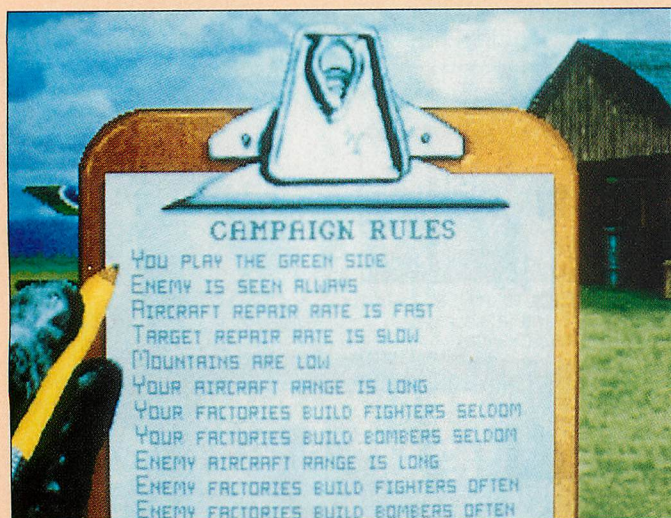 CAMPAIGN RULES
YOU PLAY THE GREEN SIDE
ENEMY IS SEEN ALWAYS
AIRCRAFT REPAIR RATE IS FAST
TARGET REPAIR RATE IS SLOW
MOUNTAINS ARE LOW
YOUR AIRCRAFT RANGE IS LONG
YOUR FACTORIES BUILD FIGHTERS SELDOM
YOUR FACTORIES BUILD BOMBERS SELDOM
ENEMY AIRCRAFT RANGE IS LONG
ENEMY FACTORIES BUILD FIGHTERS OFTEN
ENEMY FACTORIES BUILD BOMBERS OFTEN